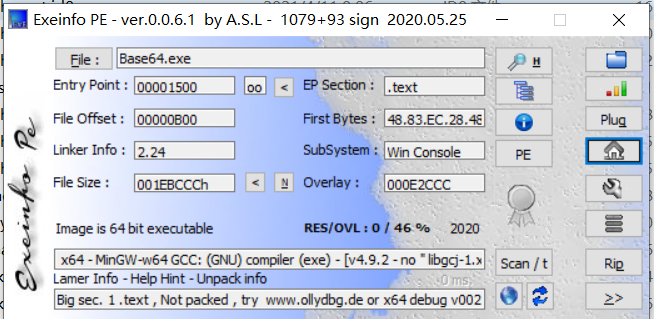 Exeinfo PE - ver.0.0.6.1 by A.S.L - 1079+93 sign 2020.05.25
File : Base64.exe H
Entry Point : 00001500 oo < EP Section : .text
File Offset : 00000B00 First Bytes : 48.83.EC.28.48 Plug
Linker Info : 2.24 SubSystem : Win Console PE
File Size : 001EBCCCh < N Overlay : 000E2CCC
Image is 64 bit executable RES/OVL : 0 / 46 % 2020
x64 - MinGW-w64 GCC: (GNU) compiler (exe) - [v4.9.2 - no " libgcj-1.x Scan / t Rip
Lamer Info - Help Hint - Unpack info 0 ms.
Big sec. 1 .text , Not packed , try www.ollydbg.de or x64 debug v002 >>
Exeinfo Pe